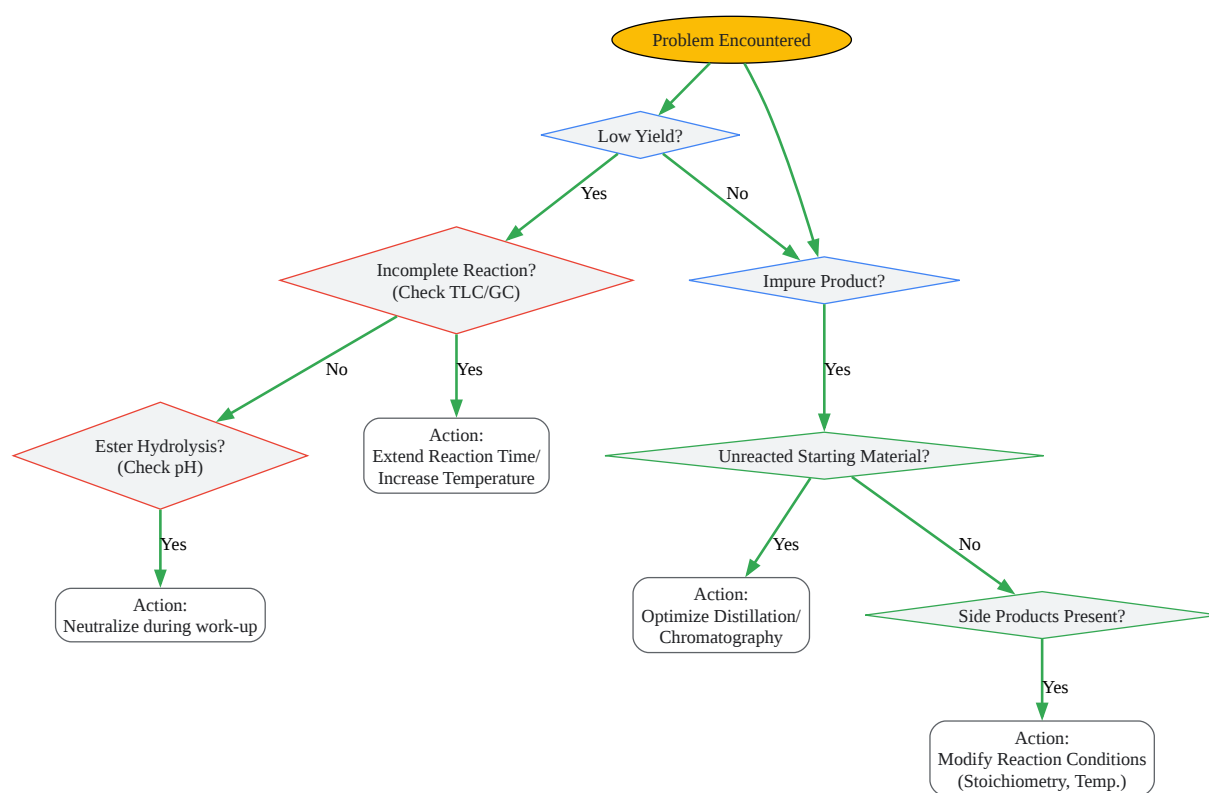 Problem Encountered
Low Yield?
Yes
No
Incomplete Reaction?
(Check TLC/GC)
Impure Product?
No
Yes
Yes
Ester Hydrolysis?
(Check pH)
Action:
Extend Reaction Time/
Increase Temperature
Unreacted Starting Material?
Yes
Yes
No
Action:
Neutralize during work-up
Action:
Optimize Distillation/
Chromatography
Side Products Present?
Yes
Action:
Modify Reaction Conditions
(Stoichiometry, Temp.)